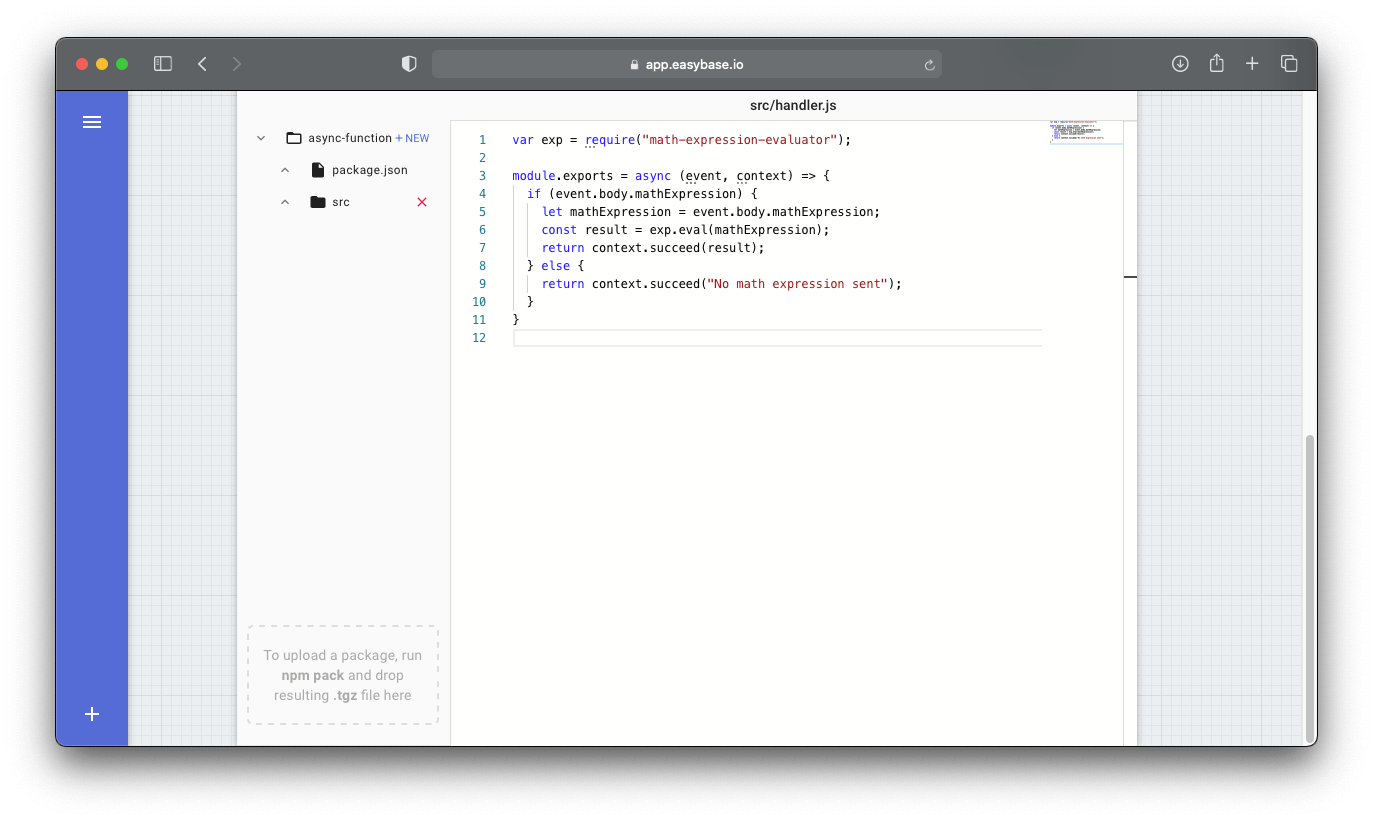 app.easybase.io
src/handler.js
async-function + NEW
package.json
src
1 var exp = require("math-expression-evaluator");
2
3 module.exports = async (event, context) => {
4 if (event.body.mathExpression) {
5 let mathExpression = event.body.mathExpression;
6 const result = exp.eval(mathExpression);
7 return context.succeed(result);
8 } else {
9 return context.succeed("No math expression sent");
10 }
11 }
12
To upload a package, run
npm pack and drop
resulting .tgz file here